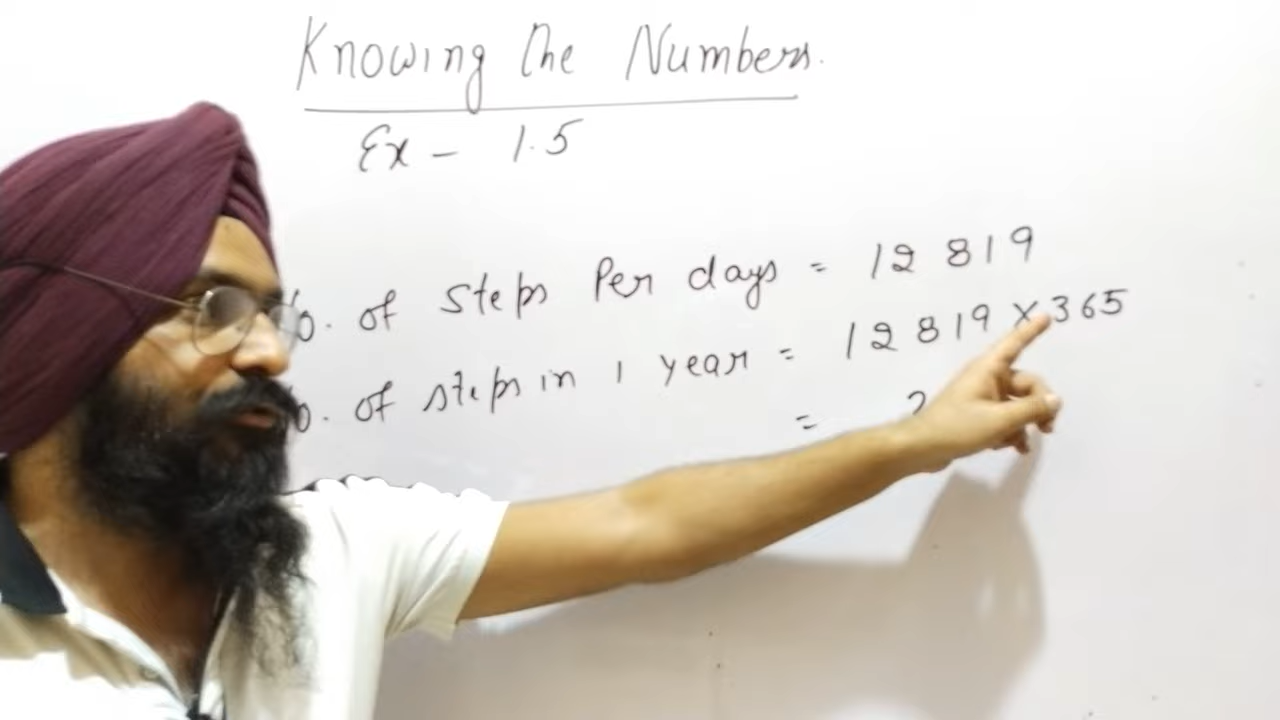 Knowing the Numbers.
Ex - 1.5
o. of steps Per days = 12 819
o. of steps in 1 year = 12 819 X 365
=